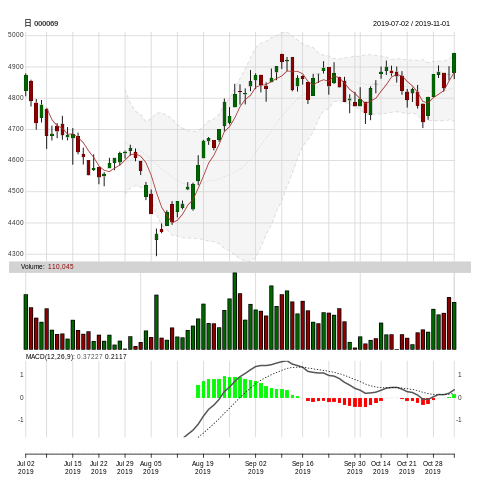 日 000069
2019-07-02 / 2019-11-01
5000
4900
4800
4700
4600
4500
4400
4300
Volume: 110,045
MACD(12,26,9): 0.37227 0.2117
1 1
0 0
-1 -1
Jul 02 Jul 15 Jul 22 Jul 29 Aug 05 Aug 19 Sep 02 Sep 16 Sep 30 Oct 14 Oct 21 Oct 28
2019 2019 2019 2019 2019 2019 2019 2019 2019 2019 2019 2019